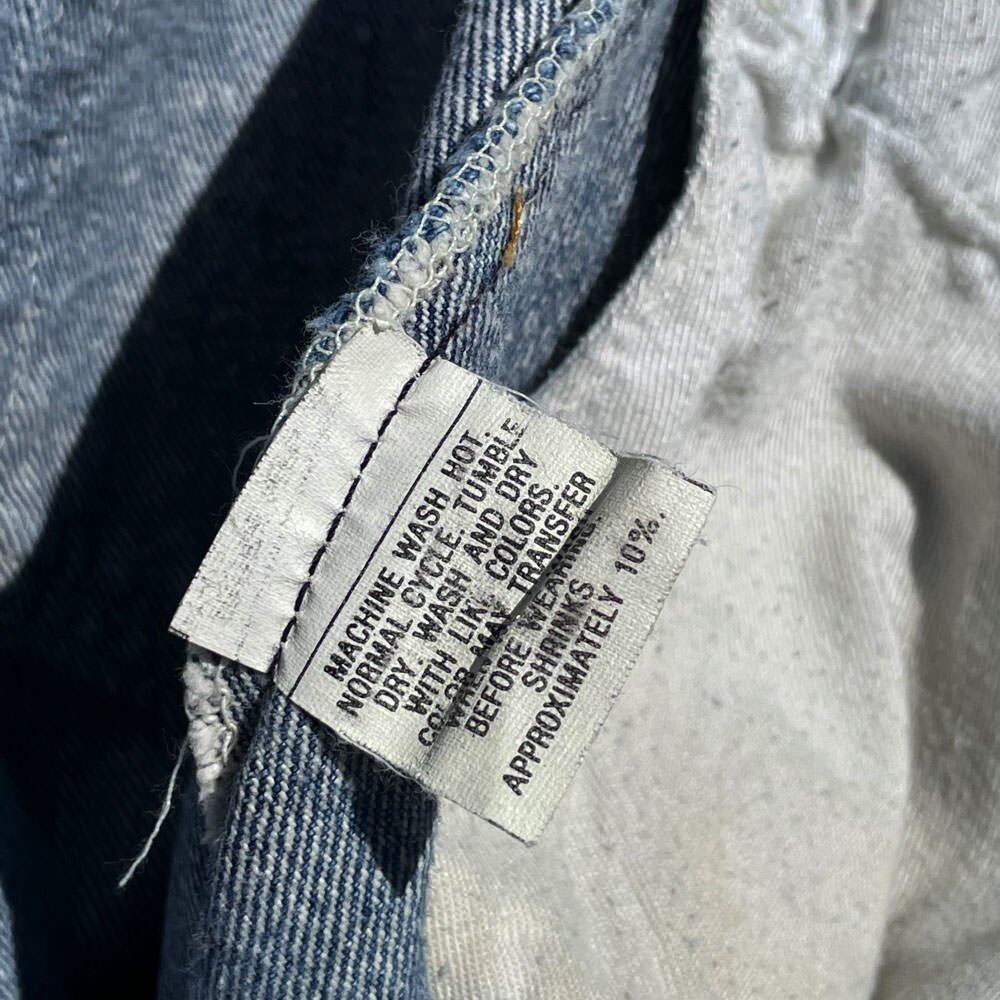 MACHINE WASH HOT
NORMAL CYCLE. TUMBLE
DRY. WASH AND DRY
WITH LIKE COLORS.
COLOR MAY TRANSFER
BEFORE WEARING.
SHRINKS
APPROXIMATELY 10%.